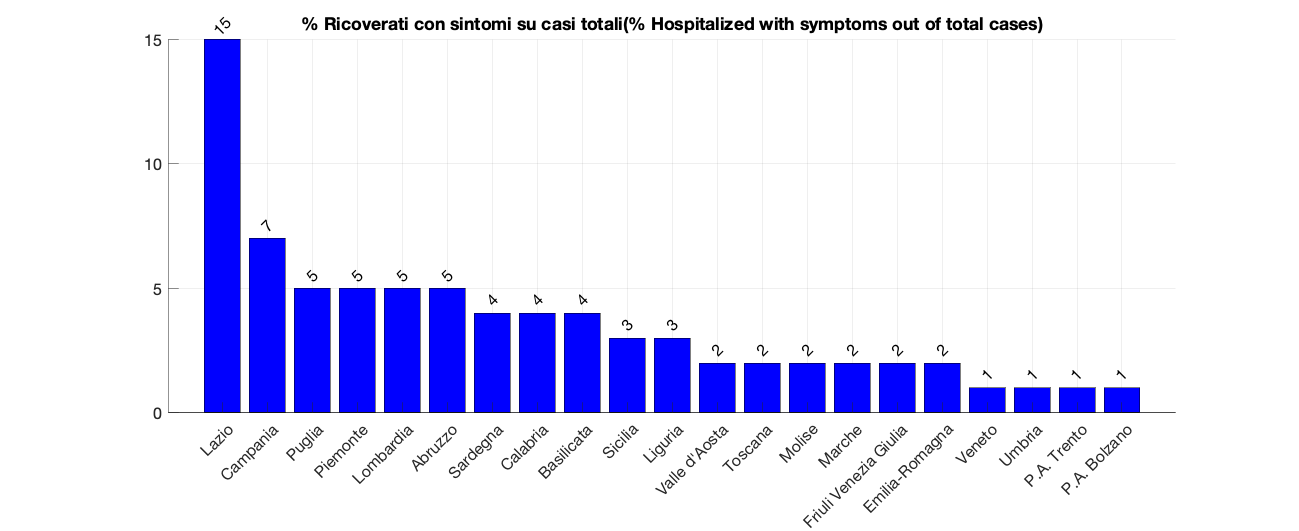 % Ricoverati con sintomi su casi totali(% Hospitalized with symptoms out of total cases)
15
10
5
0
15
7
5
5
5
5
4
4
4
3
3
2
2
2
2
2
2
1
1
1
1
Lazio
Campania
Puglia
Piemonte
Lombardia
Abruzzo
Sardegna
Calabria
Basilicata
Sicilia
Liguria
Valle d'Aosta
Toscana
Molise
Marche
Friuli Venezia Giulia
Emilia-Romagna
Veneto
Umbria
P.A. Trento
P.A. Bolzano